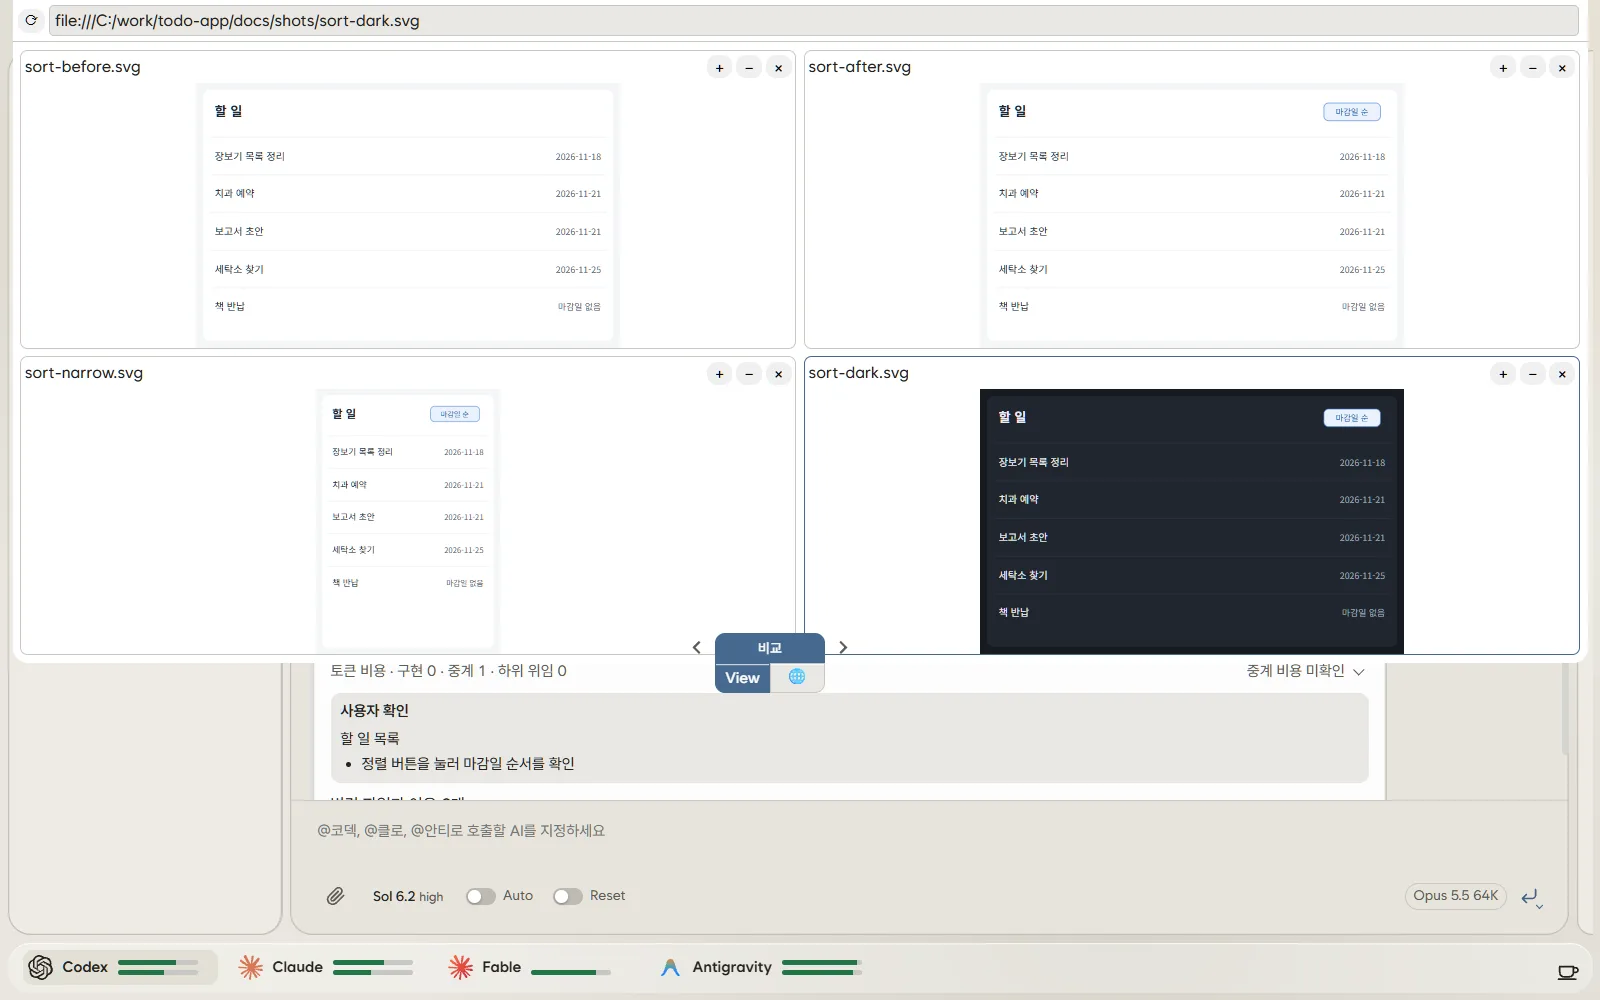 file:///C:/work/todo-app/docs/shots/sort-dark.svg
sort-before.svg
+ − ×
할 일
장보기 목록 정리 2026-11-18
치과 예약 2026-11-21
보고서 초안 2026-11-21
세탁소 찾기 2026-11-25
책 반납 마감일 없음
sort-after.svg
+ − ×
할 일 마감일 순
장보기 목록 정리 2026-11-18
치과 예약 2026-11-21
보고서 초안 2026-11-21
세탁소 찾기 2026-11-25
책 반납 마감일 없음
sort-narrow.svg
+ − ×
할 일 마감일 순
장보기 목록 정리 2026-11-18
치과 예약 2026-11-21
보고서 초안 2026-11-21
세탁소 찾기 2026-11-25
책 반납 마감일 없음
sort-dark.svg
+ − ×
할 일 마감일 순
장보기 목록 정리 2026-11-18
치과 예약 2026-11-21
보고서 초안 2026-11-21
세탁소 찾기 2026-11-25
책 반납 마감일 없음
비교
View
토큰 비용 · 구현 0 · 중계 1 · 하위 위임 0 중계 비용 미확인
사용자 확인
할 일 목록
• 정렬 버튼을 눌러 마감일 순서를 확인
@코덱, @클로, @안티로 호출할 AI를 지정하세요
Sol 6.2 high Auto Reset Opus 5.5 64K
Codex Claude Fable Antigravity